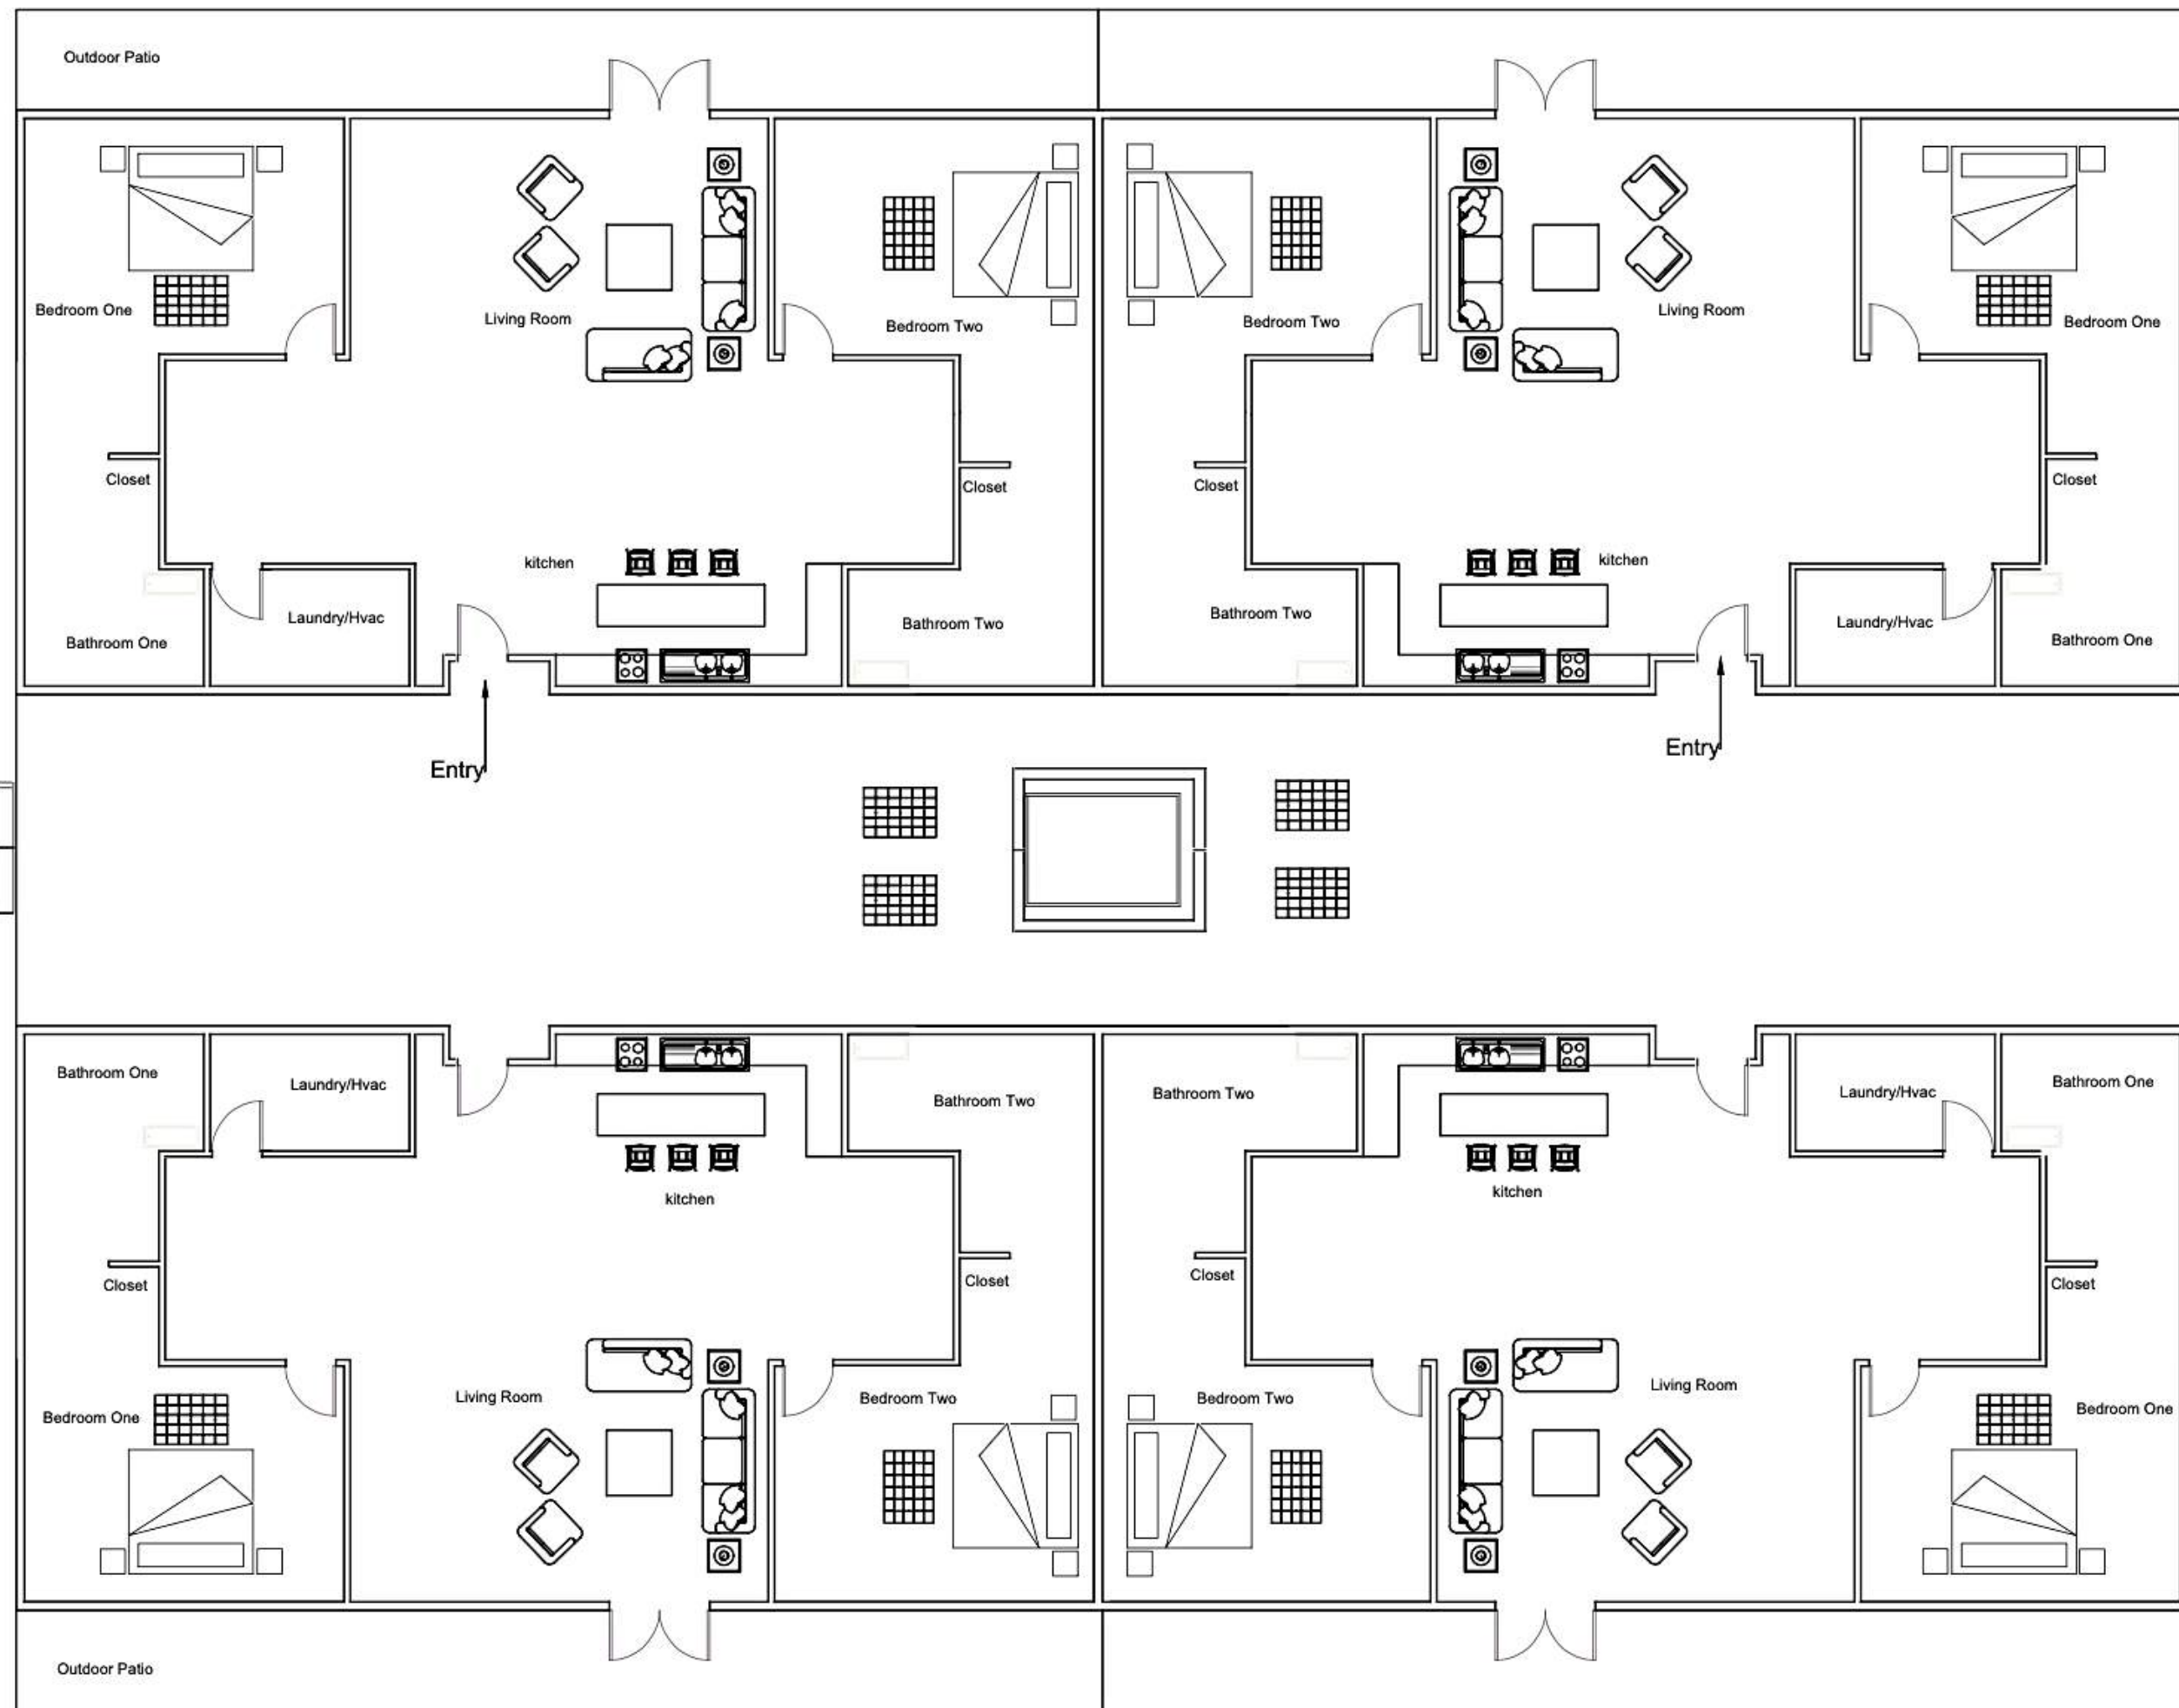 Outdoor Patio
Bedroom One
Living Room
Bedroom Two
Bedroom Two
Living Room
Bedroom One
Closet
Closet
Closet
Closet
kitchen
kitchen
Bathroom One
Laundry/Hvac
Bathroom Two
Bathroom Two
Laundry/Hvac
Bathroom One
Entry
Entry
Bathroom One
Laundry/Hvac
Bathroom Two
Bathroom Two
Laundry/Hvac
Bathroom One
kitchen
kitchen
Closet
Closet
Closet
Closet
Bedroom One
Living Room
Bedroom Two
Bedroom Two
Living Room
Bedroom One
Outdoor Patio